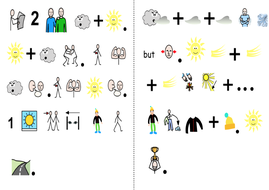 2 + .
+
.
1
.
+ +
but . +
+ + ...
+
.